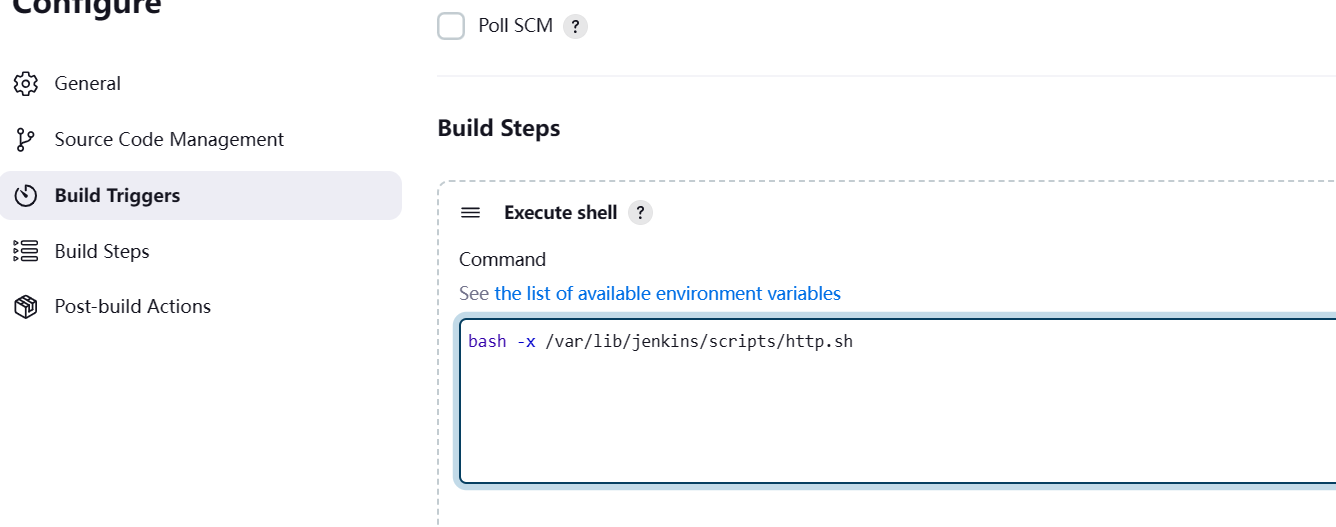 Configure
General
Source Code Management
Build Triggers
Build Steps
Post-build Actions
Poll SCM ?
Build Steps
Execute shell ?
Command
See the list of available environment variables
bash -x /var/lib/jenkins/scripts/http.sh